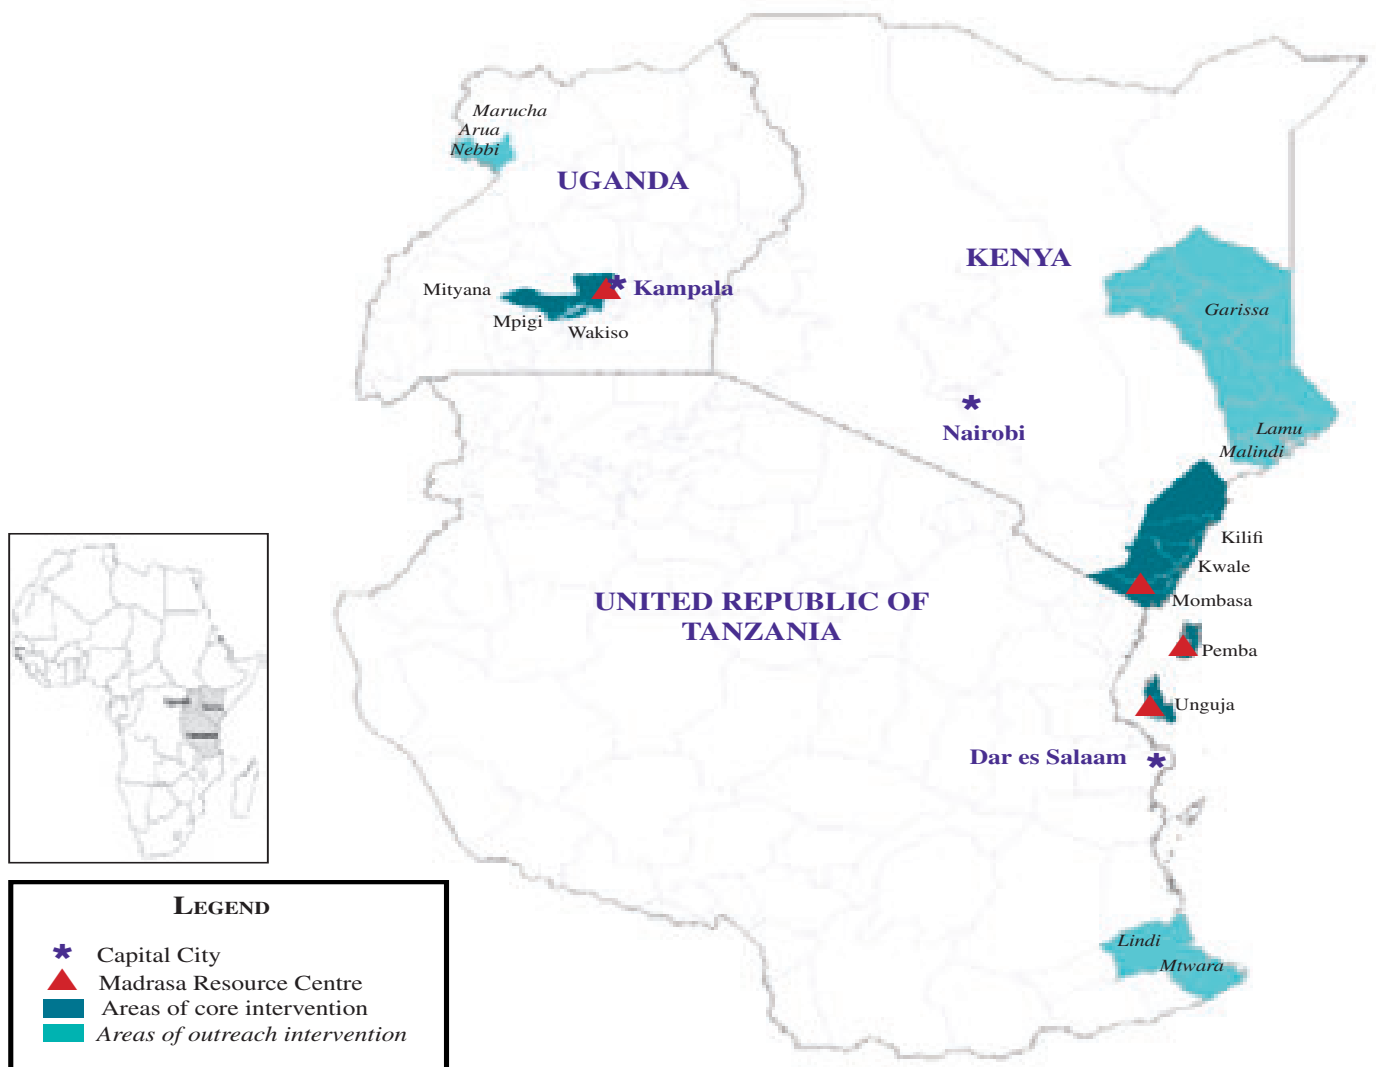 Marucha
Arua
Nebbi
UGANDA
KENYA
Garissa
Mityana
Kampala
Mpigi
Wakiso
Nairobi
Lamu
Malindi
Kilifi
Kwale
Mombasa
UNITED REPUBLIC OF
TANZANIA
Pemba
Unguja
Dar es Salaam
Lindi
Mtwara
LEGEND
* Capital City
Madrasa Resource Centre
Areas of core intervention
Areas of outreach intervention